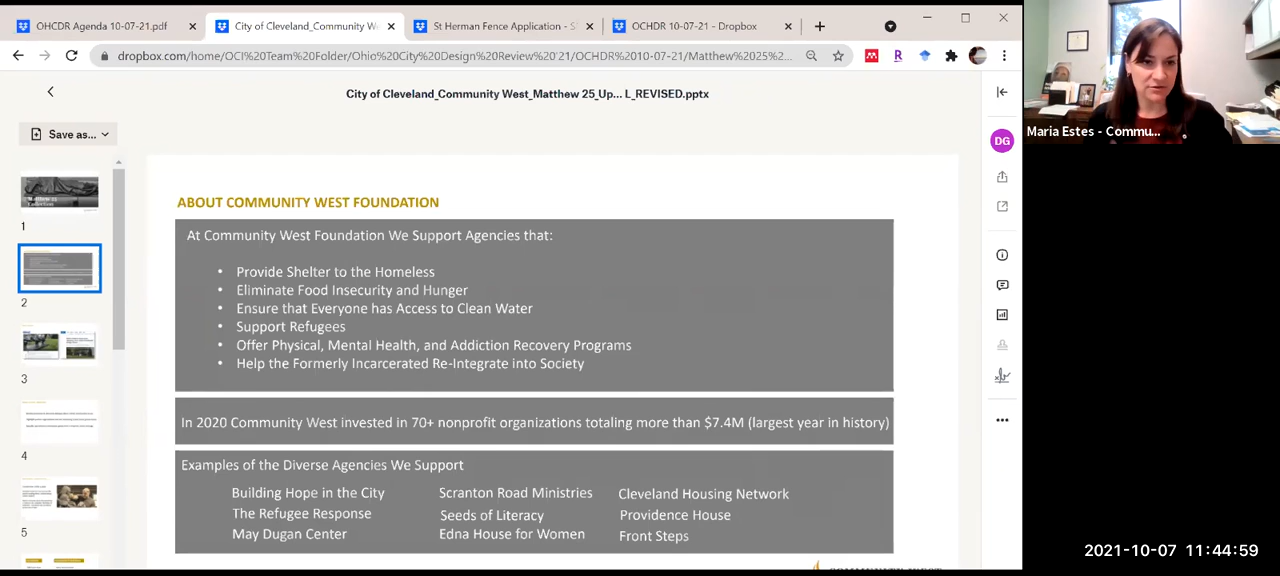 OHCDR Agenda 10-07-21.pdf
City of Cleveland_Community We
St Herman Fence Application - S
OCHDR 10-07-21 - Dropbox
dropbox.com/home/OCI%20Team%20Folder/Ohio%20City%20Design%20Review%20'21/OCHDR%2010-07-21/Matthew%2025%2...
R
City of Cleveland_Community West_Matthew 25_Up... L_REVISED.pptx
Save as...
DG
Maria Estes - Commu...
Matthew 25
Collection
1
2
3
4
5
ABOUT COMMUNITY WEST FOUNDATION
At Community West Foundation We Support Agencies that:
• Provide Shelter to the Homeless
• Eliminate Food Insecurity and Hunger
• Ensure that Everyone has Access to Clean Water
• Support Refugees
• Offer Physical, Mental Health, and Addiction Recovery Programs
• Help the Formerly Incarcerated Re-Integrate into Society
In 2020 Community West invested in 70+ nonprofit organizations totaling more than $7.4M (largest year in history)
Examples of the Diverse Agencies We Support
Building Hope in the City
The Refugee Response
May Dugan Center
Scranton Road Ministries
Seeds of Literacy
Edna House for Women
Cleveland Housing Network
Providence House
Front Steps
COMMUNITY WEST
2021-10-07 11:44:59